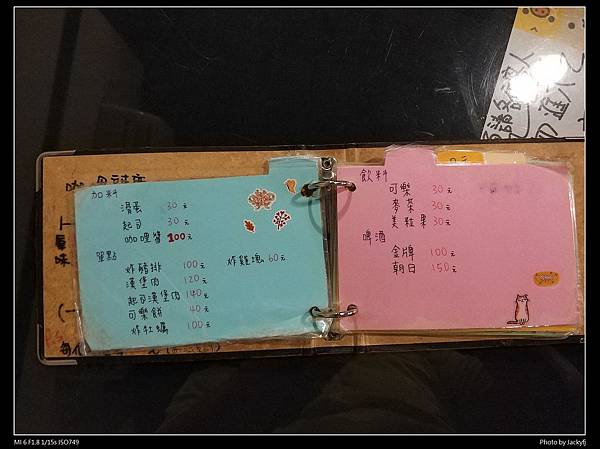 加料
滑蛋 30元
起司 30元
咖哩醬 100元
單點
炸豬排 100元 炸雞塊 60元
漢堡肉 120元
起司漢堡肉 140元
可樂餅 40元
炸牡蠣 100元
飲料
可樂 30元
麥茶 30元
美粒果 30元
啤酒
金牌 100元
朝日 150元
MI 6 F1.8 1/15s ISO749
Photo by Jackyfj